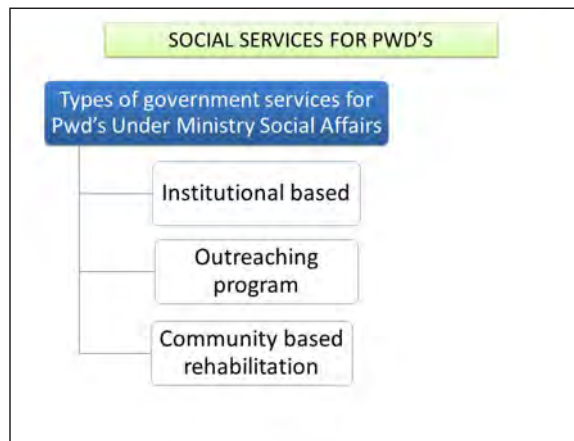 SOCIAL SERVICES FOR PWD'S
Types of government services for
Pwd's Under Ministry Social Affairs
Institutional based
Outreaching
program
Community based
rehabilitation